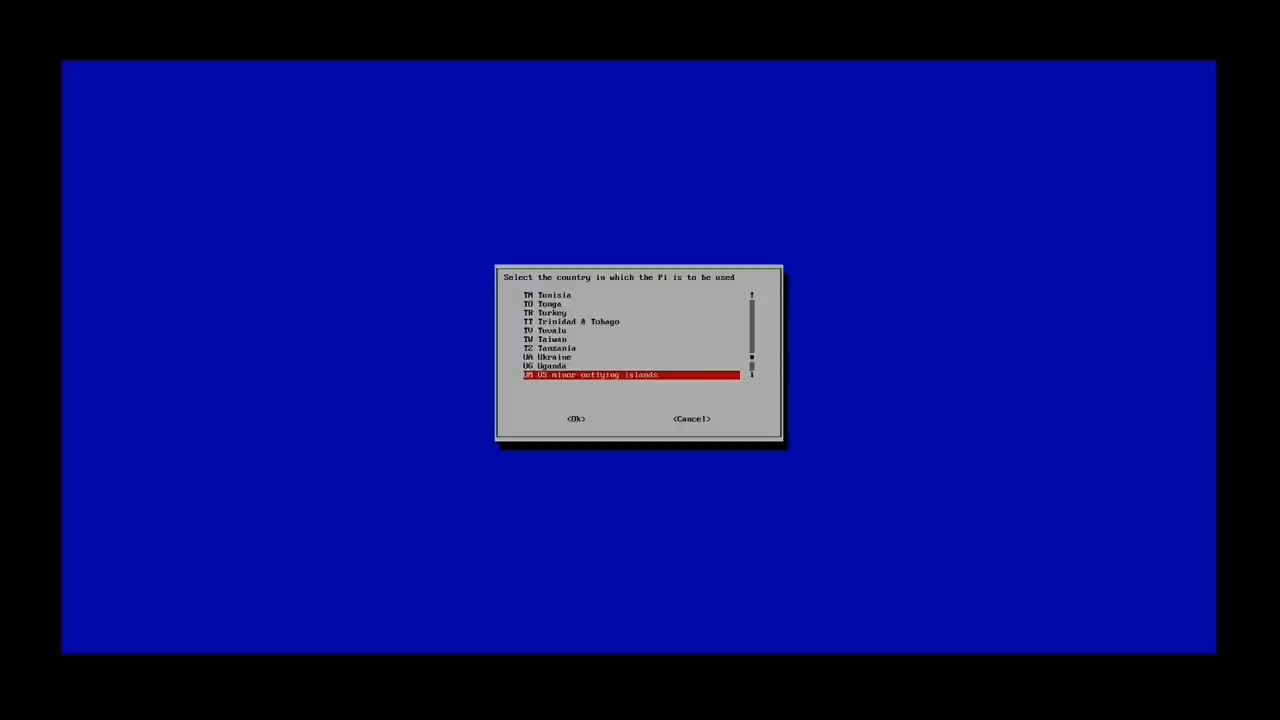 Select the country in which the Pi is to be used
TN Tunisia
TO Tonga
TR Turkey
TT Trinidad & Tobago
TV Tuvalu
TW Taiwan
TZ Tanzania
UA Ukraine
UG Uganda
UM US minor outlying islands
<Ok> <Cancel>